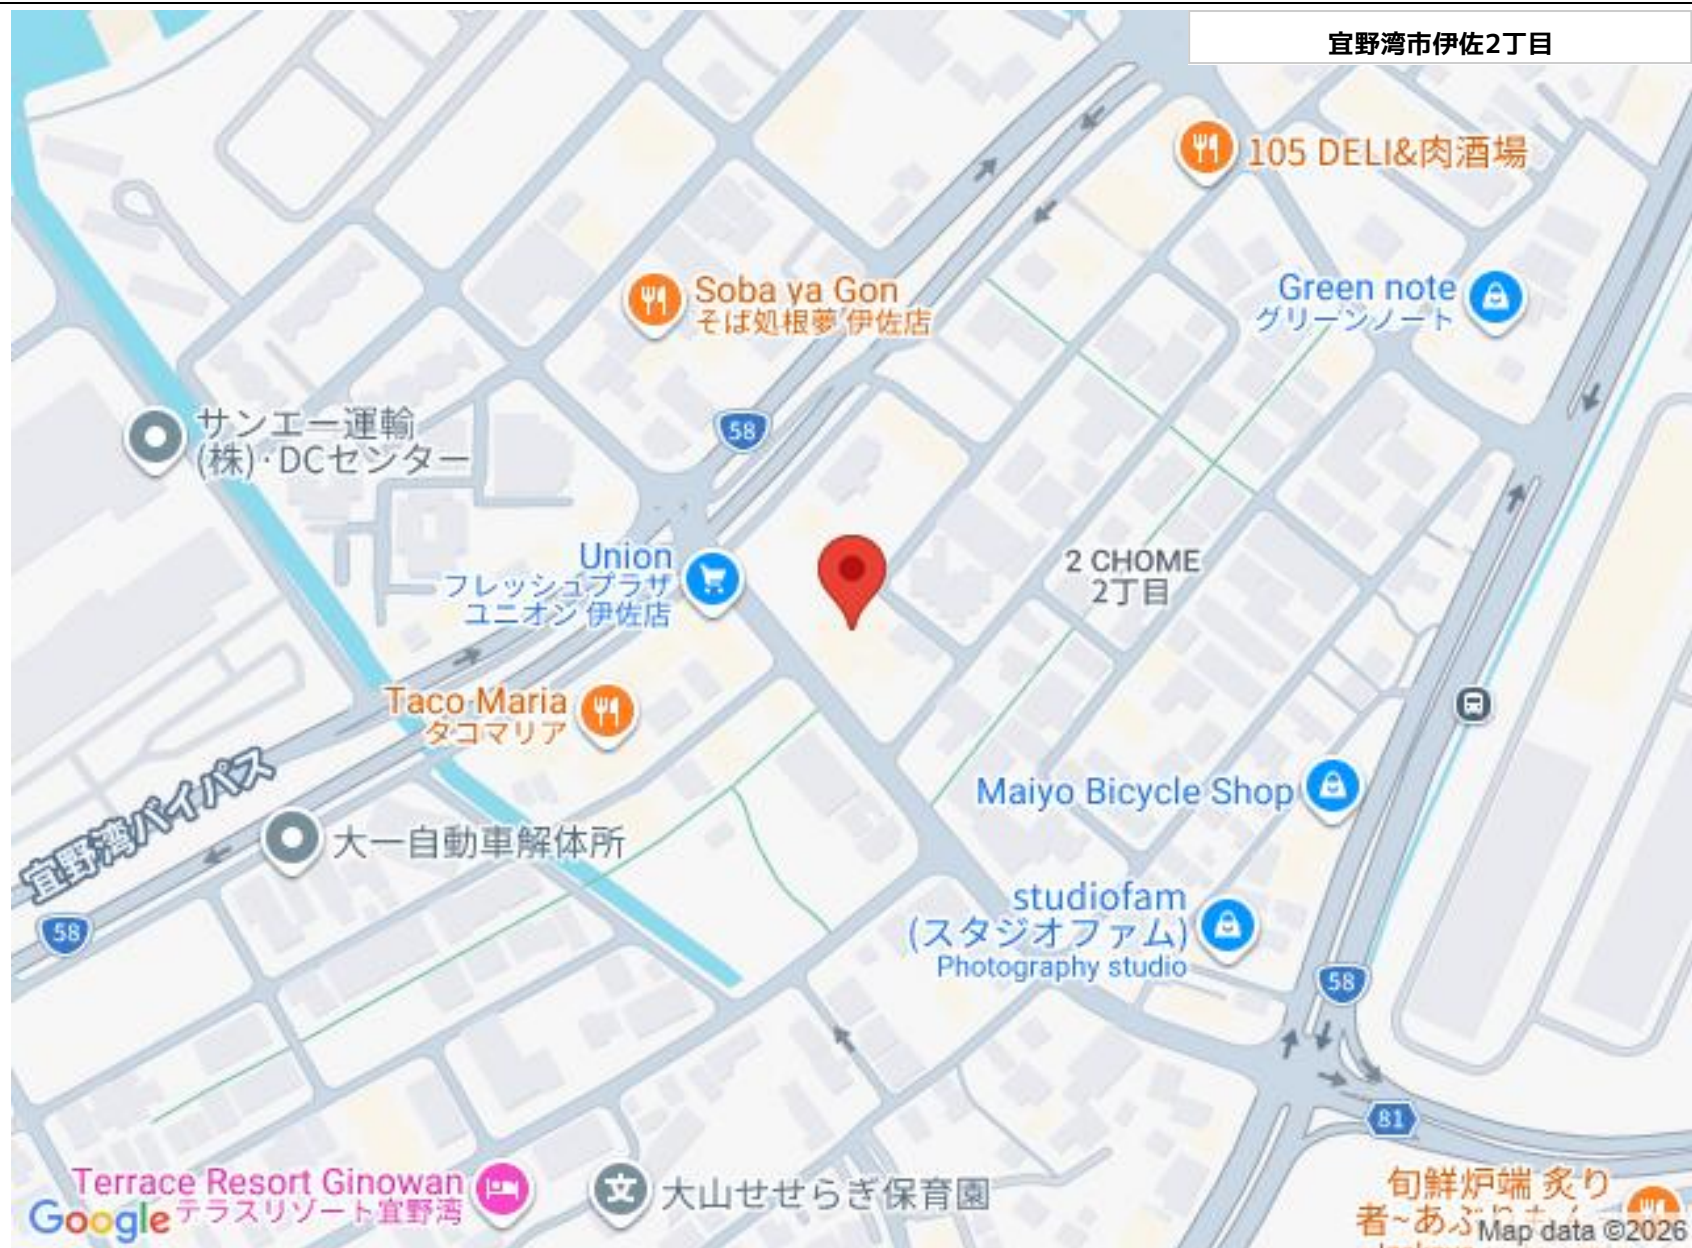 宜野湾市伊佐2丁目
105 DELI&肉酒場
Soba ya Gon
そば処根夢 伊佐店
Green note
グリーンノート
サンエー運輸
(株)・DCセンター
58
Union
フレッシュプラザ
ユニオン 伊佐店
2 CHOME
2丁目
Taco Maria
タコマリア
宜野湾バイパス
Maiyo Bicycle Shop
大一自動車解体所
studiofam
(スタジオファム)
Photography studio
58
58
81
Terrace Resort Ginowan
テラスリゾート宜野湾
大山せせらぎ保育園
旬鮮炉端 炙り
者~あぶりもん
Google
Map data ©2026